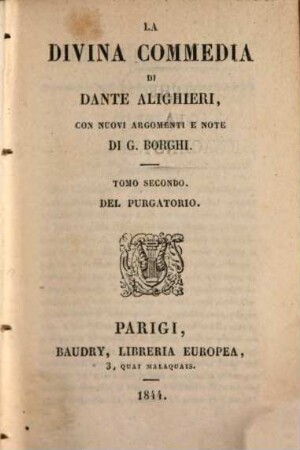 LA
DIVINA COMMEDIA
DI
DANTE ALIGHIERI,
CON NUOVI ARGOMENTI E NOTE
DI G. BORGHI.
TOMO SECONDO.
DEL PURGATORIO.
PARIGI,
BAUDRY, LIBRERIA EUROPEA,
3, QUAI MALAQUAIS.
1844.